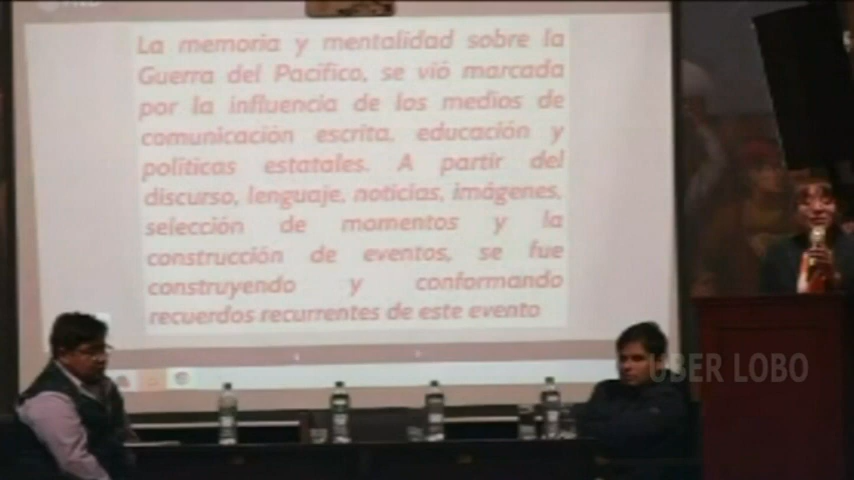 La memoria y mentalidad sobre la
Guerra del Pacifico, se vió marcada
por la influencia de los medios de
comunicación escrita, educación y
políticas estatales. A partir del
discurso, lenguaje, noticias, imágenes,
selección de momentos y la
construcción de eventos, se fue
construyendo y conformando
recuerdos recurrentes de este evento
UBER LOBO